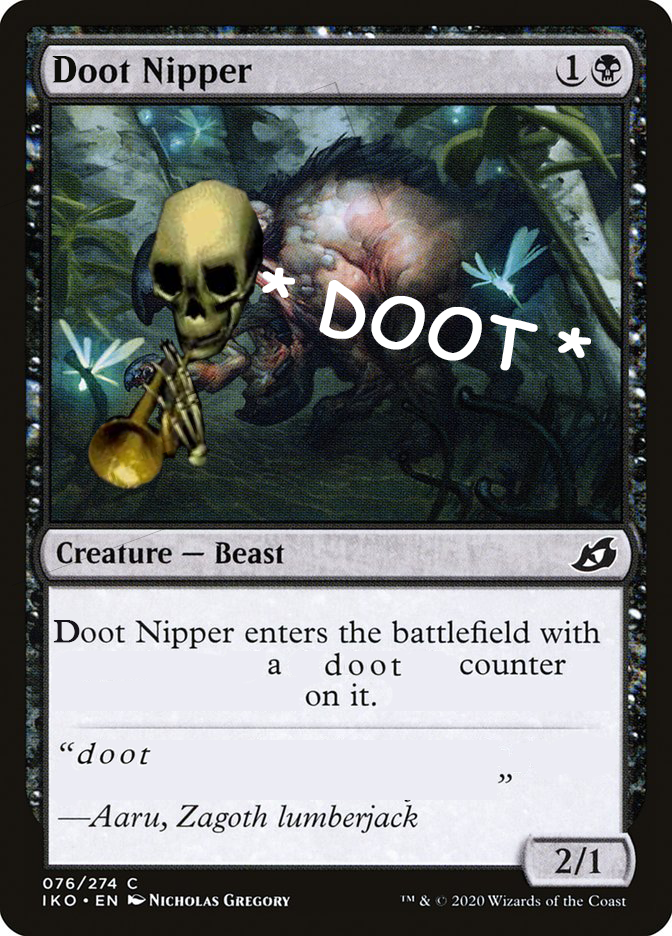 Doot Nipper 1
* DOOT *
Creature — Beast
Doot Nipper enters the battlefield with
a doot counter
on it.
“doot
”
—Aaru, Zagoth lumberjack
2/1
076/274 C
IKO • EN Nicholas Gregory
™ & © 2020 Wizards of the Coast